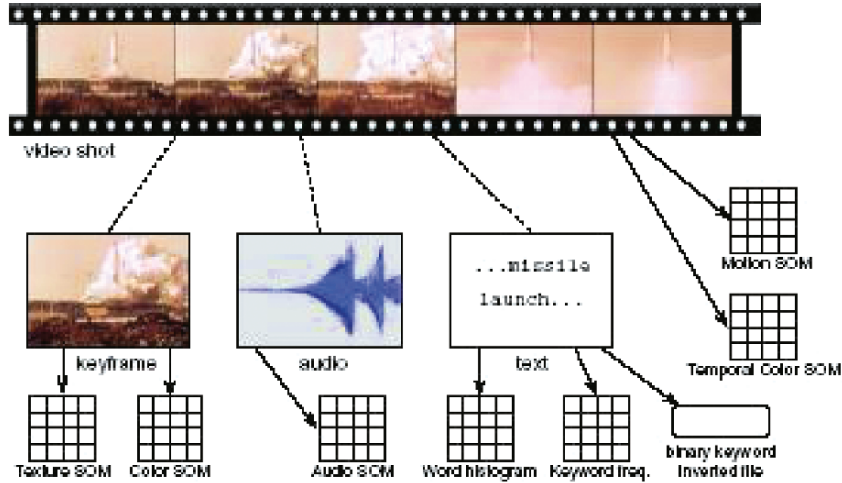 video shot
...missile
launch...
Motion SOM
keyframe
audio
text
Temporal Color SOM
Texture SOM
Color SOM
Audio SOM
Word histogram
Keyword freq.
binary keyword
inverted file